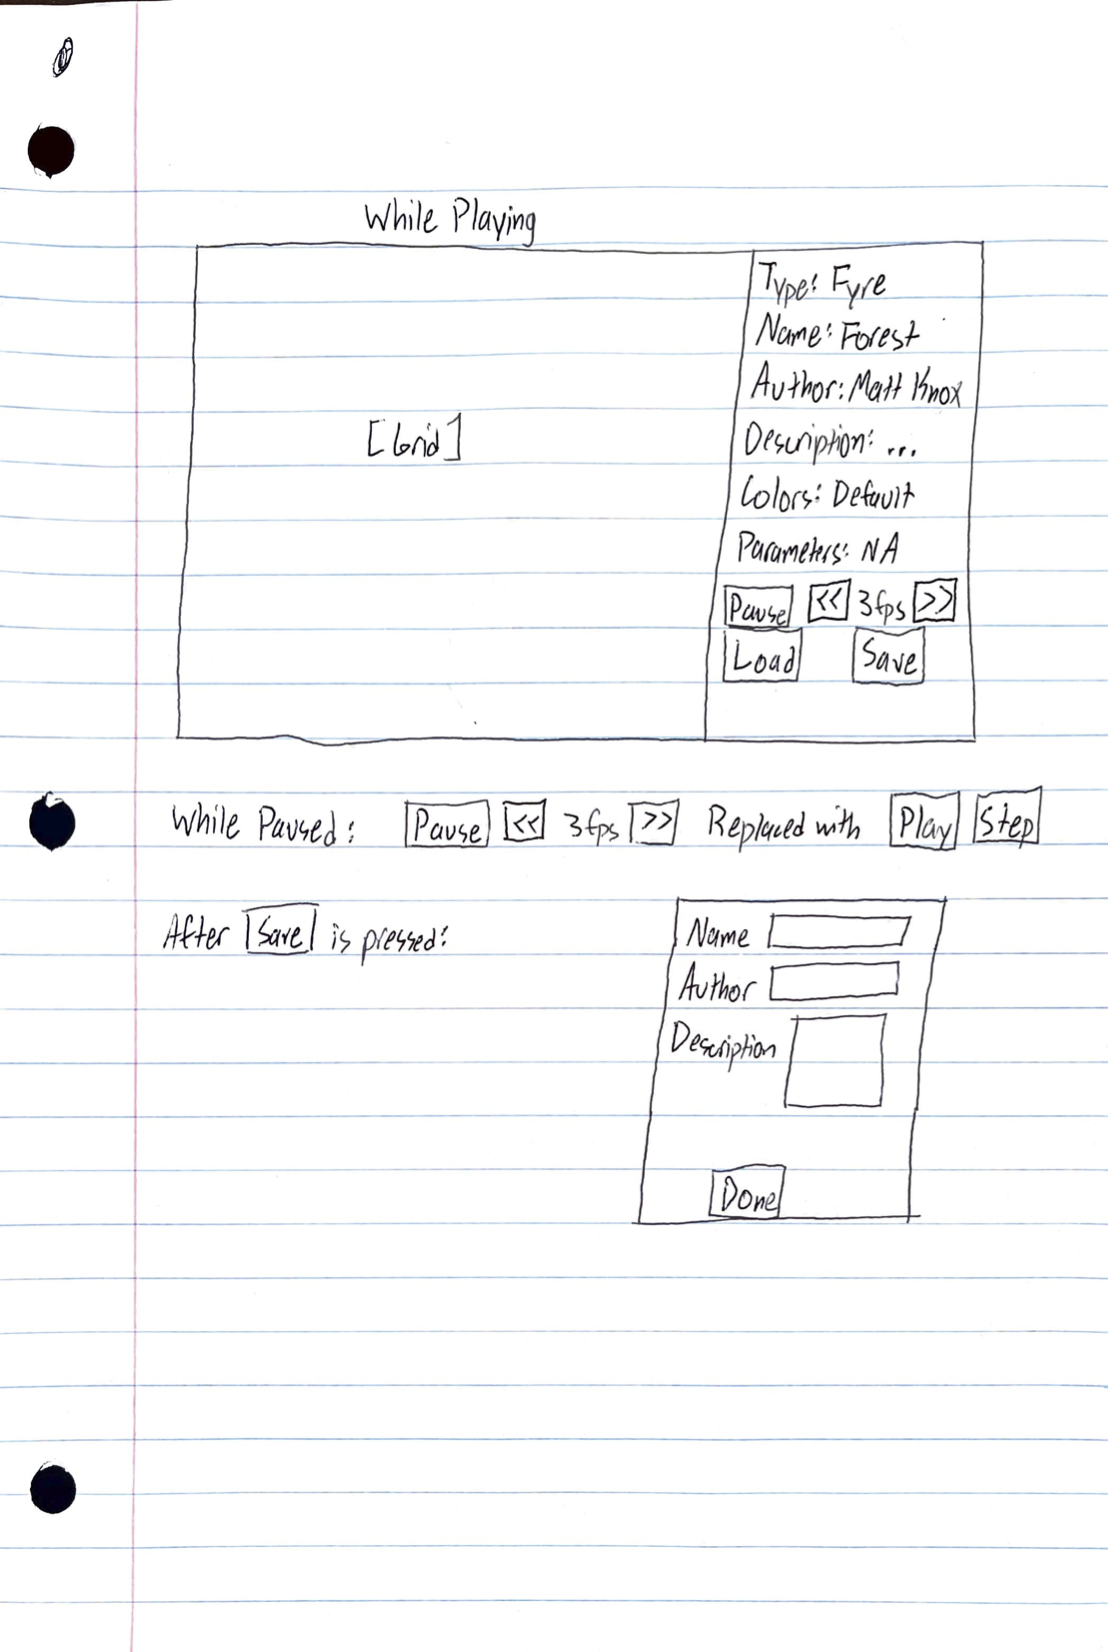 While Playing
Type: Fyre
Name: Forest
Author: Matt Knox
[Grid]
Description: ...
Colors: Default
Parameters: NA
Pause << 3fps >>
Load Save
While Paused: Pause << 3fps >> Replaced with Play Step
After Save is pressed:
Name
Author
Description
Done